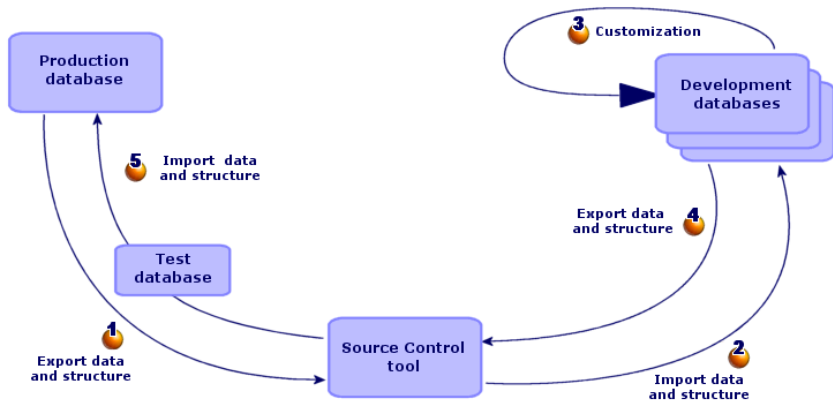 3
Customization
Production
database
Development
databases
5
Import data
and structure
4
Export data
and structure
Test
database
1
Export data
and structure
Source Control
tool
2
Import data
and structure